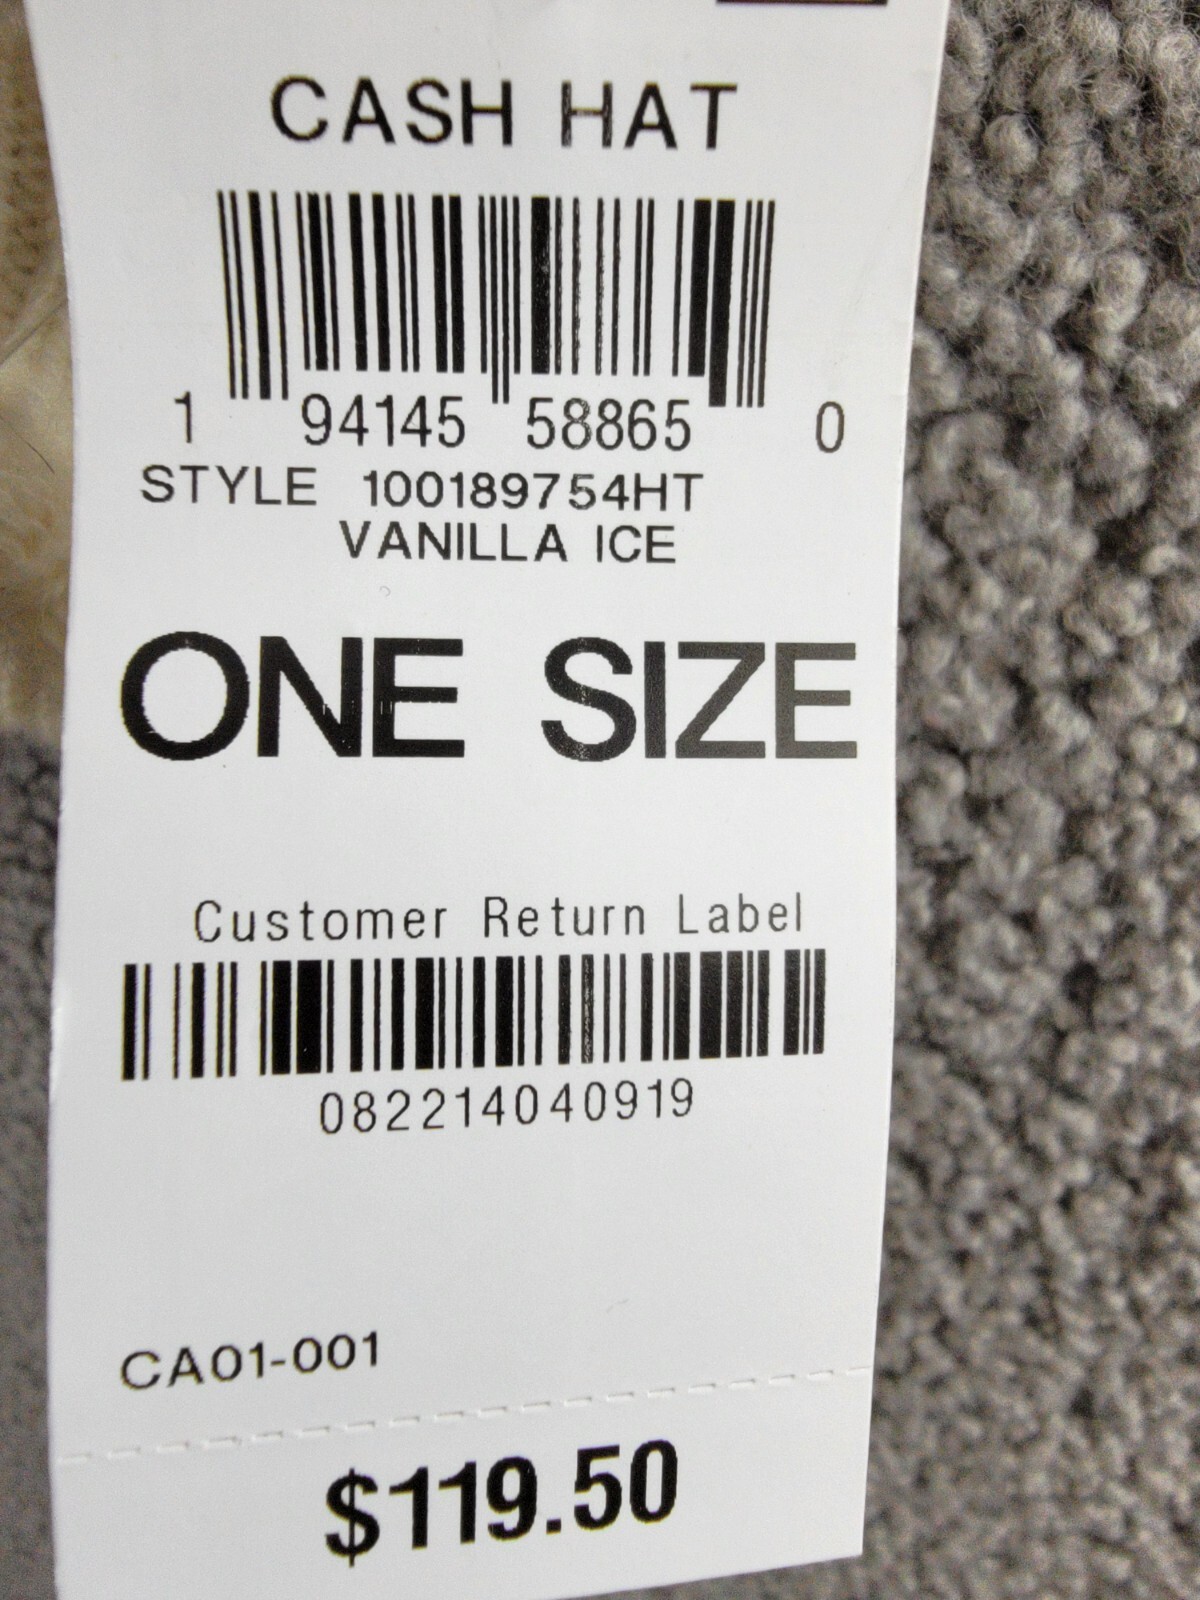 CASH HAT
1 94145 58865 0
STYLE 100189754HT
VANILLA ICE
ONE SIZE
Customer Return Label
082214040919
CA01-001
$119.50